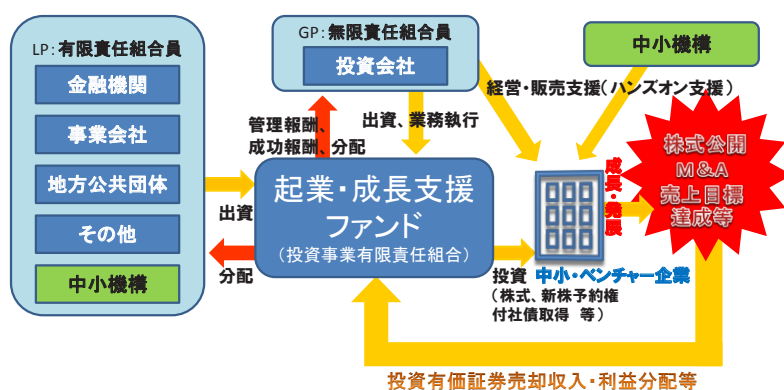 LP:有限責任組合員
金融機関
事業会社
地方公共団体
その他
中小機構
GP:無限責任組合員
投資会社
中小機構
経営・販売支援(ハンズオン支援)
管理報酬、
成功報酬、分配
出資、業務執行
出資
分配
起業・成長支援
ファンド
(投資事業有限責任組合)
成長・発展
株式公開
M&A
売上目標
達成等
投資 中小・ベンチャー企業
(株式、新株予約権
付社債取得 等)
投資有価証券売却収入・利益分配等